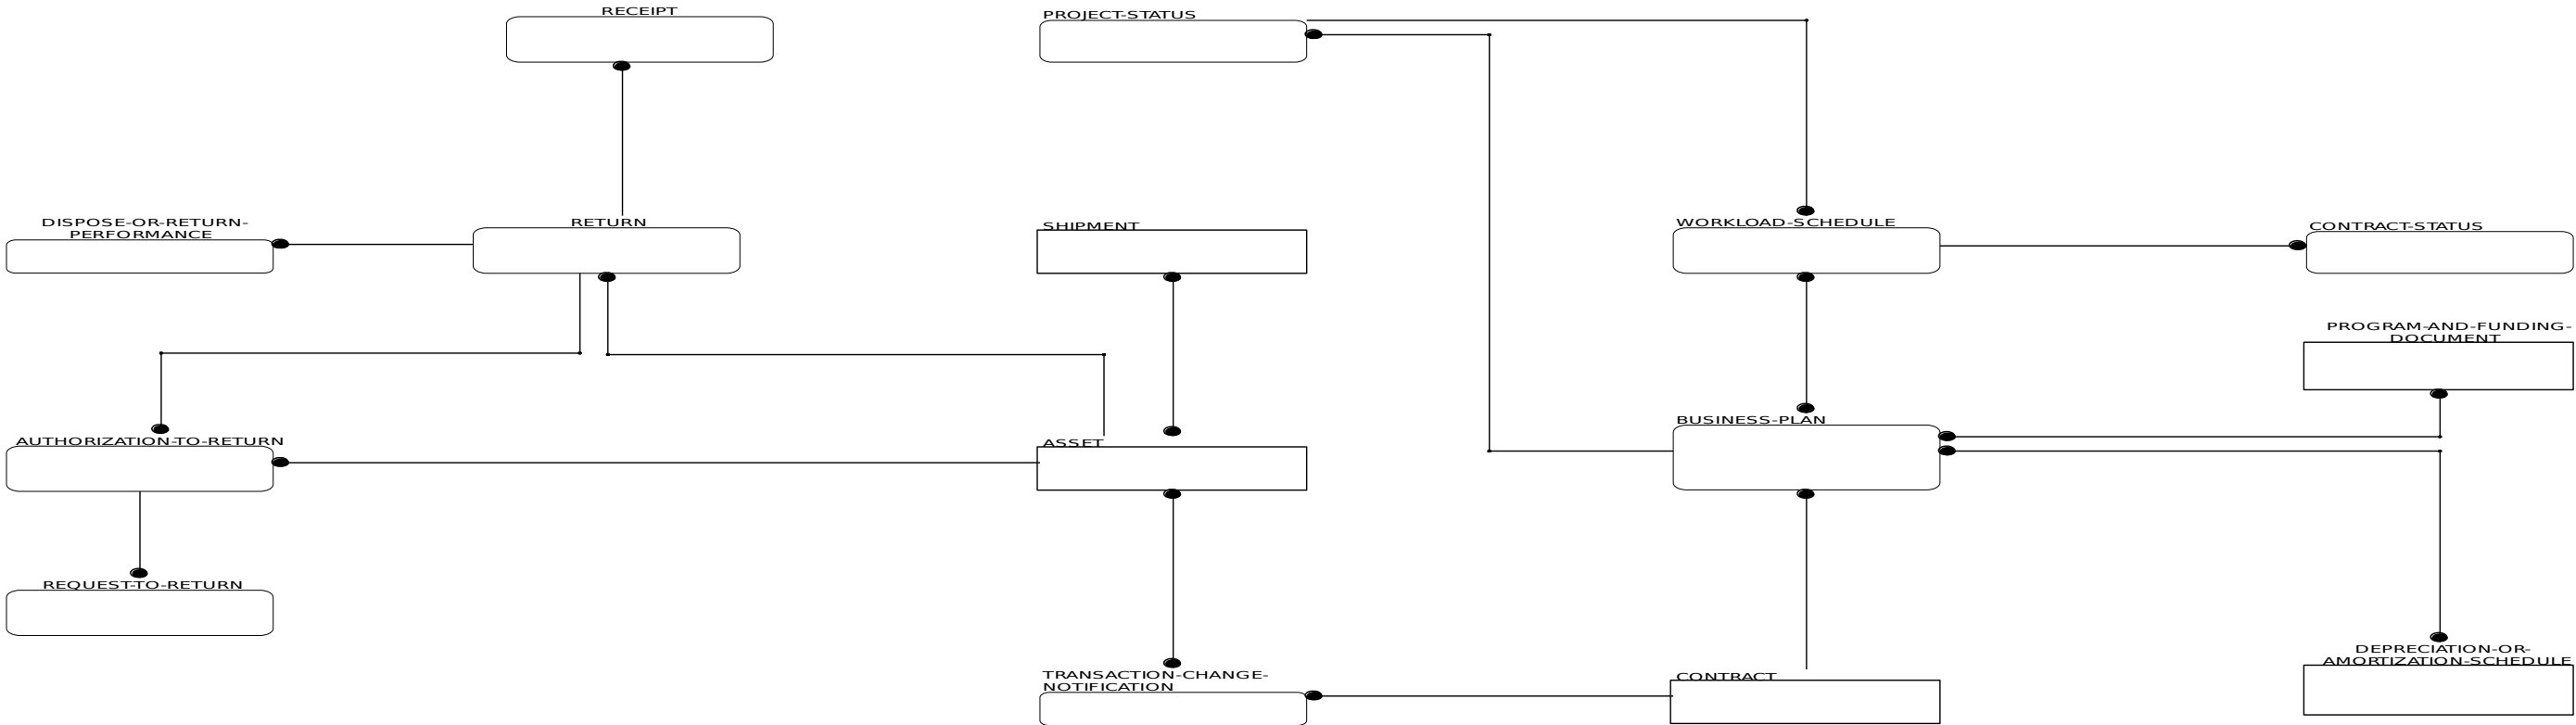 RECEIPT
PROJECT-STATUS
DISPOSE-OR-RETURN-
PERFORMANCE
RETURN
SHIPMENT
WORKLOAD-SCHEDULE
CONTRACT-STATUS
PROGRAM-AND-FUNDING-
DOCUMENT
AUTHORIZATION-TO-RETURN
ASSET
BUSINESS-PLAN
REQUEST-TO-RETURN
TRANSACTION-CHANGE-
NOTIFICATION
CONTRACT
DEPRECIATION-OR-
AMORTIZATION-SCHEDULE